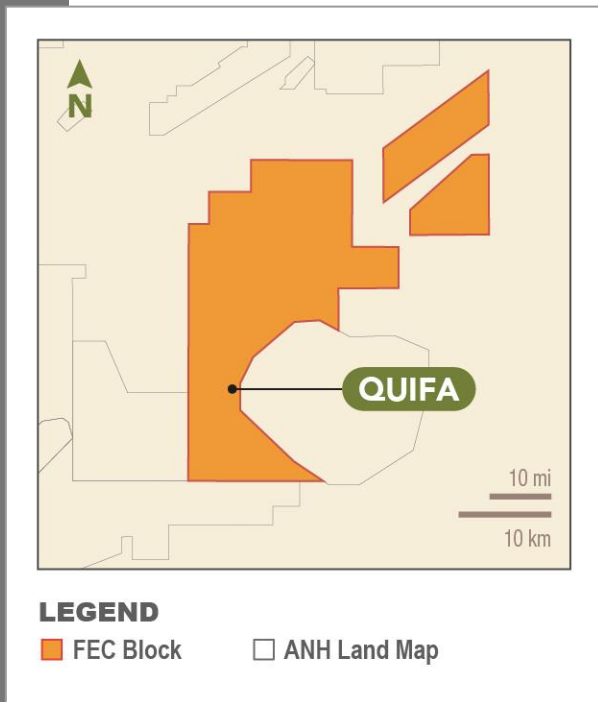 N
QUIFA
10 mi
10 km
LEGEND
FEC Block
ANH Land Map